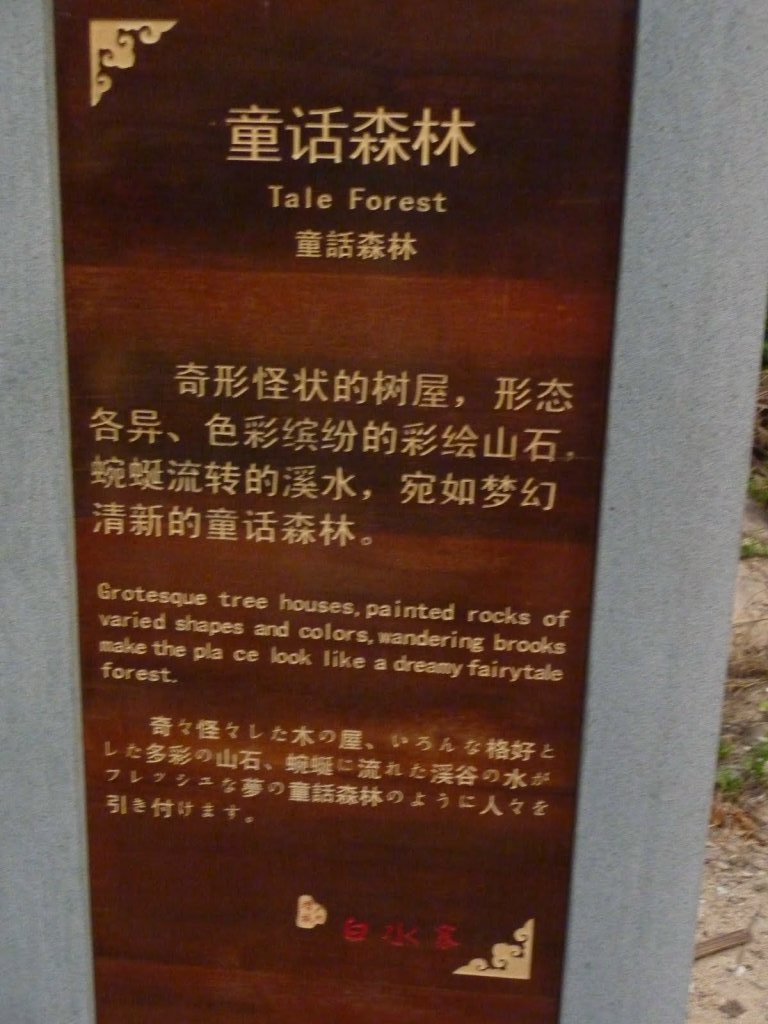 童话森林
Tale Forest
童話森林
奇形怪状的树屋，形态
各异、色彩缤纷的彩绘山石，
蜿蜒流转的溪水，宛如梦幻
清新的童话森林。
Grotesque tree houses,painted rocks of
varied shapes and colors,wandering brooks
make the pla ce look like a dreamy fairytale
forest.
奇々怪々した木の屋、いろんな格好と
した多彩の山石、蜿蜒に流れた渓谷の水が
フレッシュな夢の童話森林のように人々を
引き付けます。
白水寨